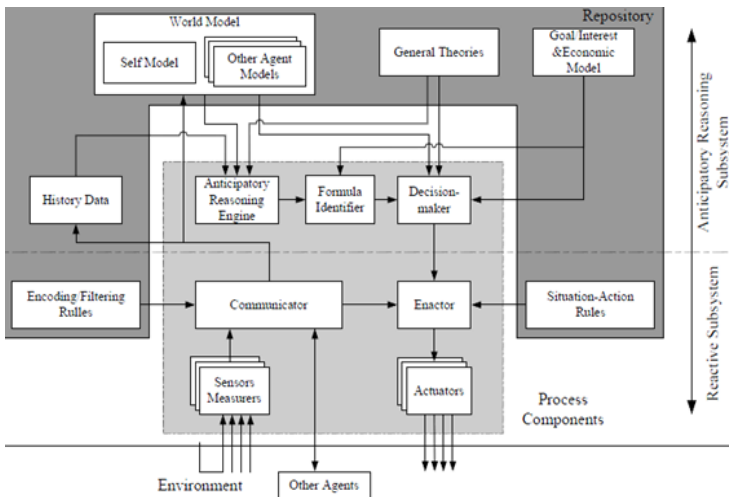 World Model
Repository
Self Model
Other Agent
Models
General Theories
Goal Interest
&Economic
Model
Anticipatory Reasoning
Subsystem
History Data
Anticipatory
Reasoning
Engine
Formula
Identifier
Decision-
maker
Encoding/Filtering
Rulles
Communicator
Enactor
Situation-Action
Rules
Reactive Subsystem
Sensors
Measurers
Actuators
Process
Components
Environment
Other Agents